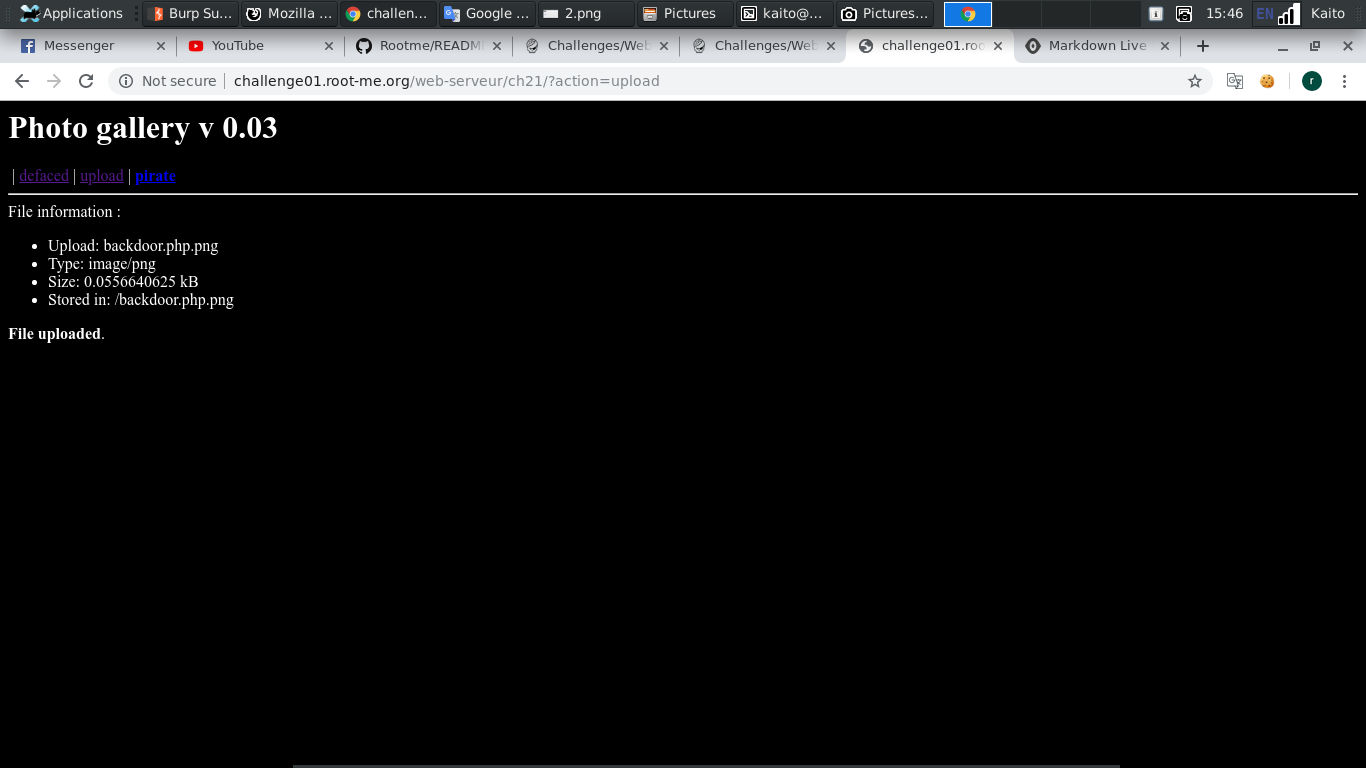 Applications Burp Su... Mozilla ... challen... Google ... 2.png Pictures kaito@... Pictures... 15:46 EN Kaito
Messenger YouTube Rootme/READM Challenges/Web Challenges/Web challenge01.roo Markdown Live
Not secure challenge01.root-me.org/web-serveur/ch21/?action=upload r
Photo gallery v 0.03
| defaced | upload | pirate
File information :
• Upload: backdoor.php.png
• Type: image/png
• Size: 0.0556640625 kB
• Stored in: /backdoor.php.png
File uploaded.